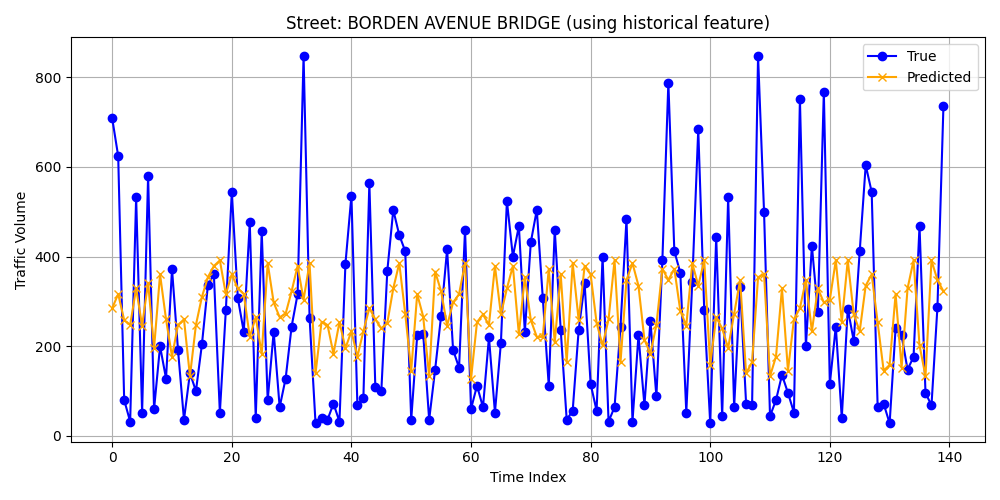 Street: BORDEN AVENUE BRIDGE (using historical feature)
True
Predicted
Traffic Volume
800
600
400
200
0
0 20 40 60 80 100 120 140
Time Index